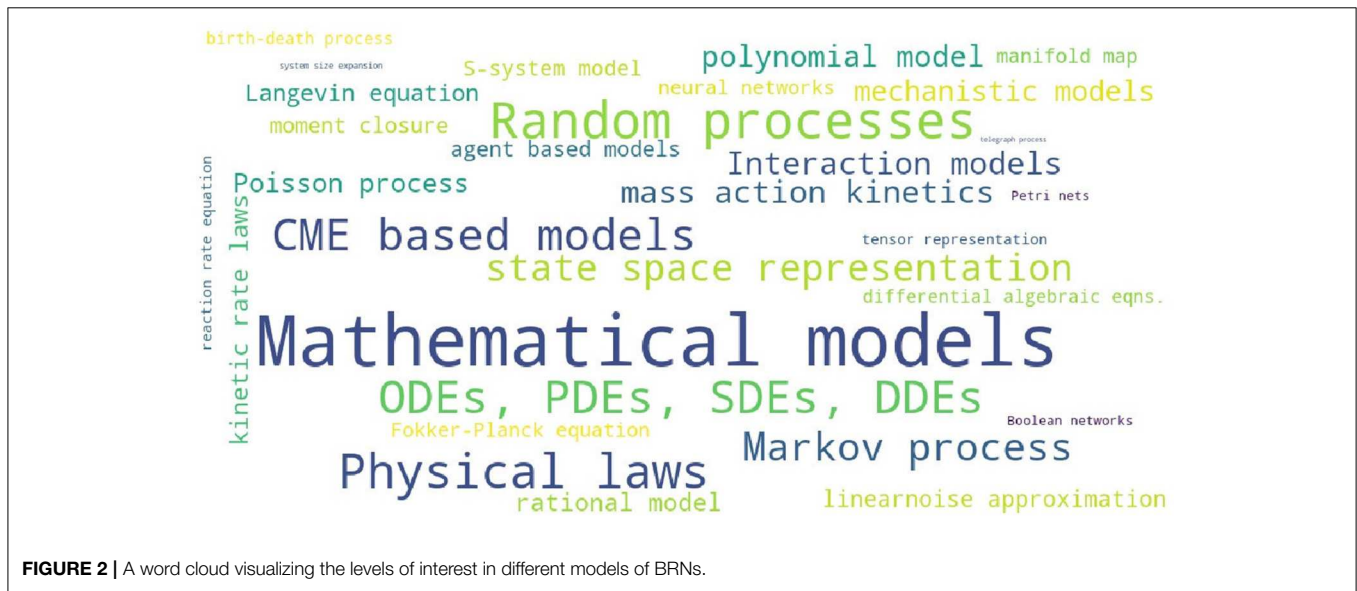 birth-death process
system size expansion
S-system model
polynomial model
manifold map
Langevin equation
neural networks
mechanistic models
moment closure
Random processes
telegraph process
agent based models
Interaction models
reaction rate equation
Poisson process
mass action kinetics
Petri nets
kinetic rate laws
CME based models
tensor representation
state space representation
differential algebraic eqns.
Mathematical models
ODEs, PDEs, SDEs, DDEs
Fokker-Planck equation
Boolean networks
Markov process
Physical laws
rational model
linearnoise approximation
FIGURE 2 | A word cloud visualizing the levels of interest in different models of BRNs.